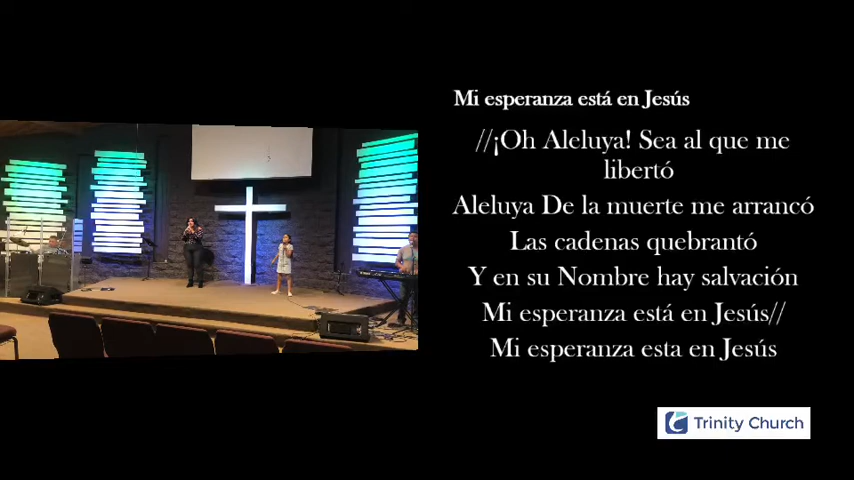 Mi esperanza está en Jesús
//¡Oh Aleluya! Sea al que me
libertó
Aleluya De la muerte me arrancó
Las cadenas quebrantó
Y en su Nombre hay salvación
Mi esperanza está en Jesús//
Mi esperanza esta en Jesús
Trinity Church